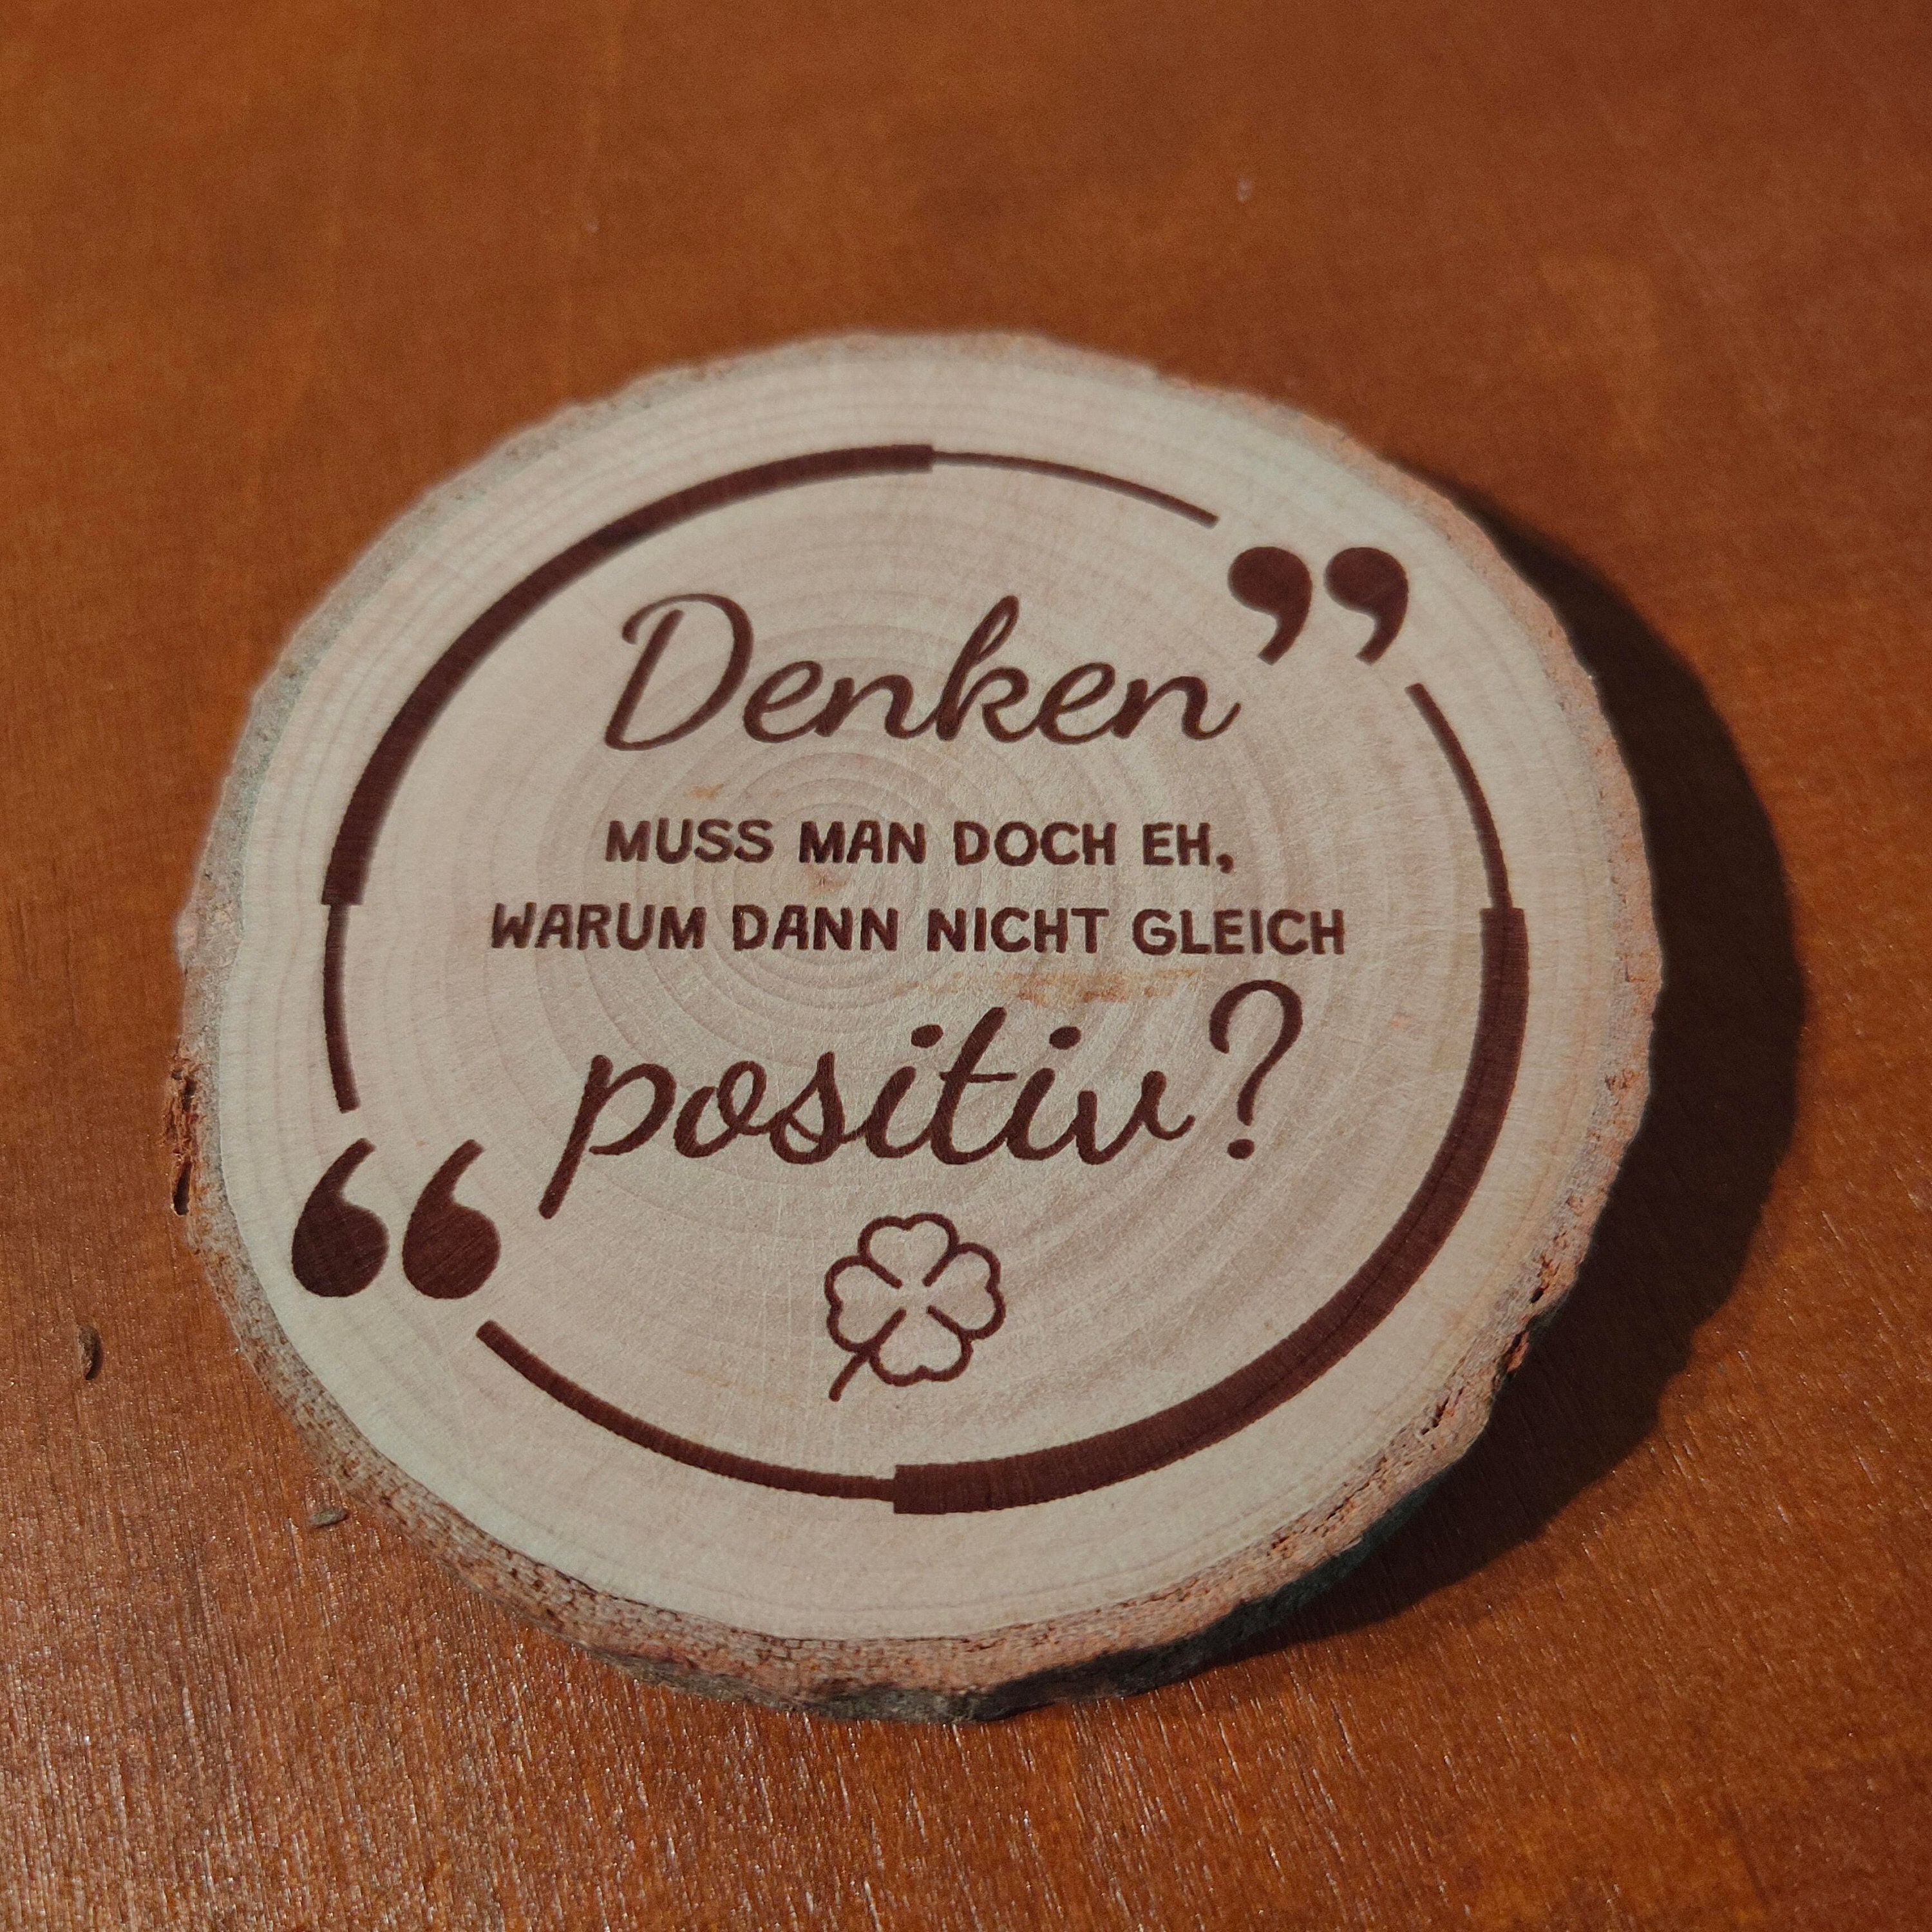 Denken
MUSS MAN DOCH EH,
WARUM DANN NICHT GLEICH
positiv?